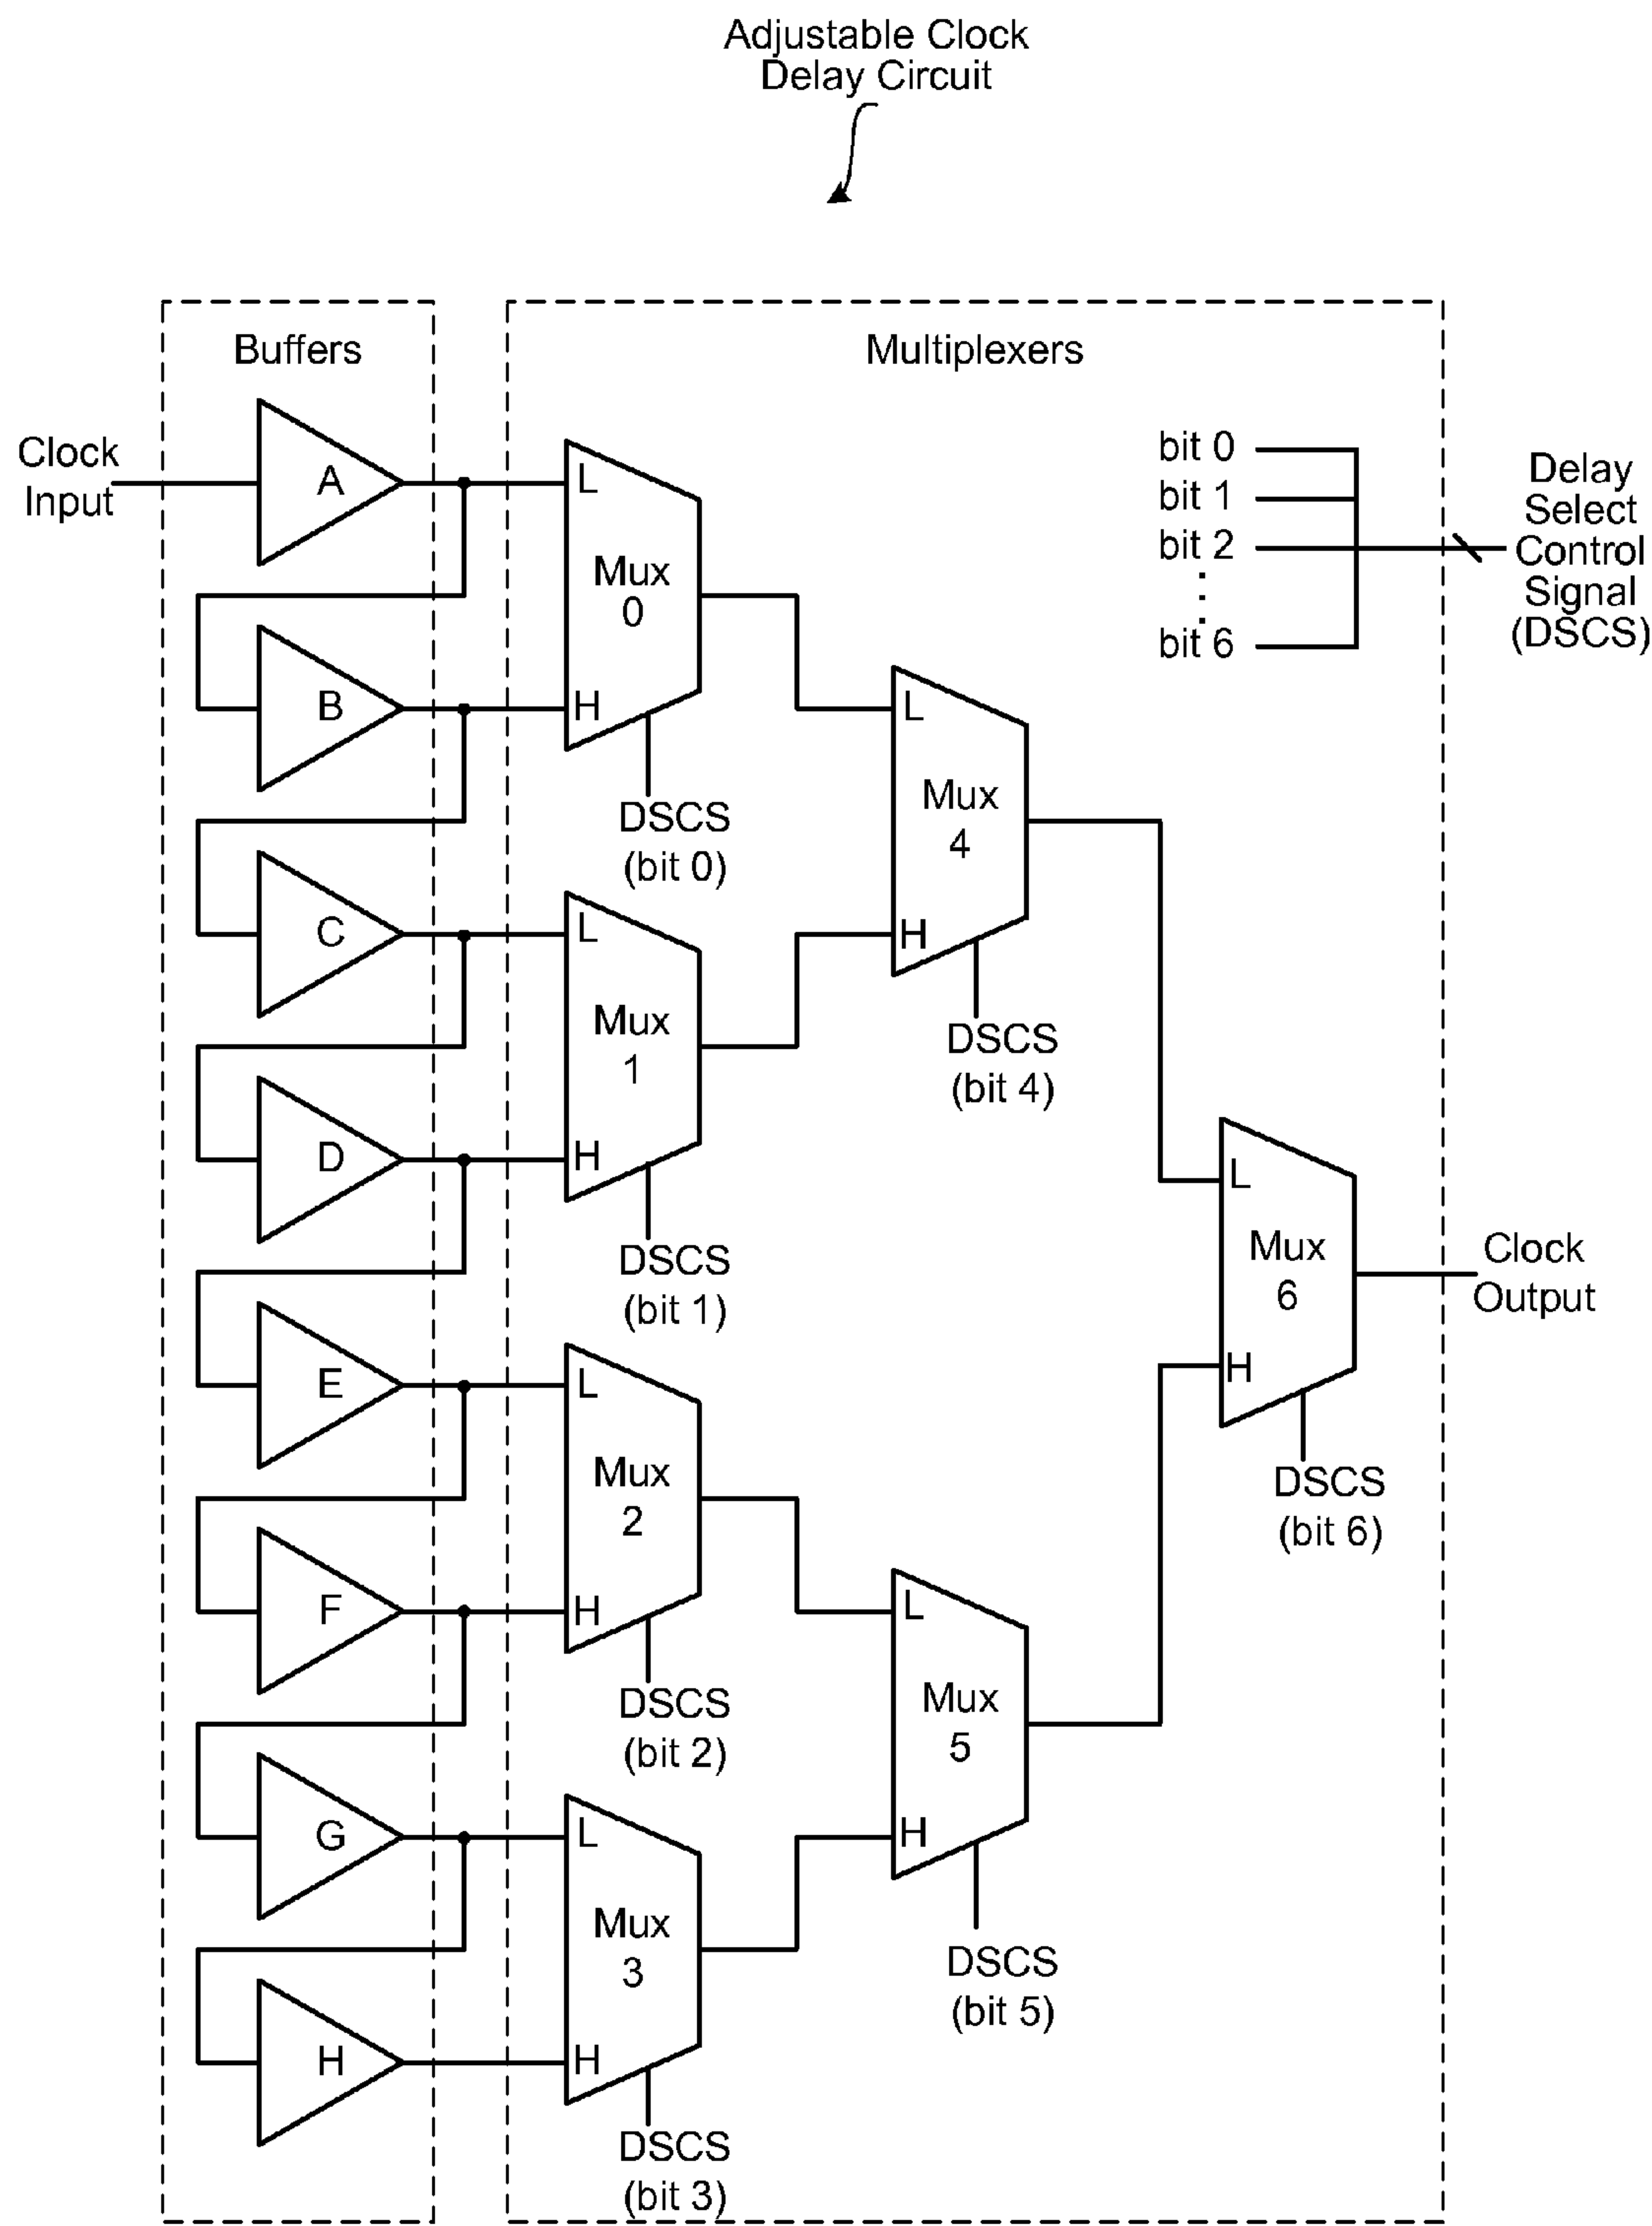 Adjustable Clock
Delay Circuit
Buffers
Multiplexers
Clock
Input
A
B
C
D
E
F
G
H
L
Mux
0
H
DSCS
(bit 0)
L
Mux
1
H
DSCS
(bit 1)
L
Mux
2
H
DSCS
(bit 2)
L
Mux
3
H
DSCS
(bit 3)
L
Mux
4
H
DSCS
(bit 4)
L
Mux
5
H
DSCS
(bit 5)
L
Mux
6
H
DSCS
(bit 6)
bit 0
bit 1
bit 2
bit 6
Delay
Select
Control
Signal
(DSCS)
Clock
Output